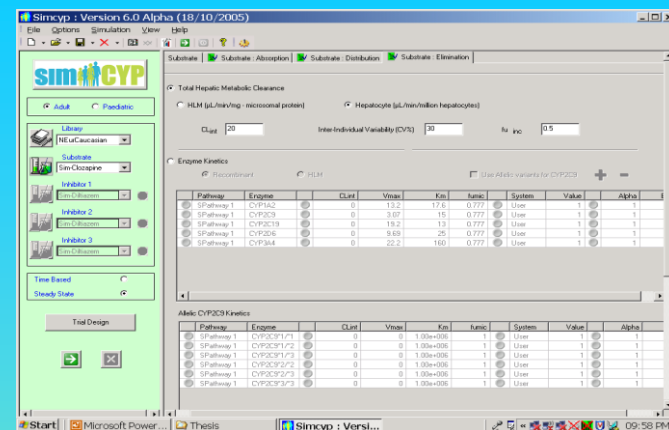 Simcyp : Version 6.0 Alpha (18/10/2005)
File Options Simulation View Help
Substrate Substrate : Absorption Substrate : Distribution Substrate : Elimination
simCYP
Adult Paediatric
Library
NEurCaucasian
Substrate
Sim-Clozapine
Inhibitor 1
Sim-Diltiazem
Inhibitor 2
Sim-Diltiazem
Inhibitor 3
Sim-Diltiazem
Time Based
Steady State
Trial Design
Total Hepatic Metabolic Clearance
HLM (µL/min/mg - microsomal protein) Hepatocyte (µL/min/million hepatocytes)
CLint 20 Inter-Individual Variability (CV%) 30 fu inc 0.5
Enzyme Kinetics
Recombinant HLM Use Allelic variants for CYP2C9
Pathway Enzyme CLint Vmax Km fumic System Value Alpha
SPathway 1 CYP1A2 0 13.2 17.6 0.777 User 1 1
SPathway 1 CYP2C9 0 3.07 15 0.777 User 1 1
SPathway 1 CYP2C19 0 19.2 13 0.777 User 1 1
SPathway 1 CYP2D6 0 9.69 25 0.777 User 1 1
SPathway 1 CYP3A4 0 22.2 160 0.777 User 1 1
Allelic CYP2C9 Kinetics
Pathway Enzyme CLint Vmax Km fumic System Value Alpha
SPathway 1 CYP2C9*1/*1 0 0 1.00e+006 1 User 1 1
SPathway 1 CYP2C9*1/*2 0 0 1.00e+006 1 User 1 1
SPathway 1 CYP2C9*1/*3 0 0 1.00e+006 1 User 1 1
SPathway 1 CYP2C9*2/*2 0 0 1.00e+006 1 User 1 1
SPathway 1 CYP2C9*2/*3 0 0 1.00e+006 1 User 1 1
SPathway 1 CYP2C9*3/*3 0 0 1.00e+006 1 User 1 1
Start Microsoft Power... Thesis Simcyp : Versi... 09:58 PM